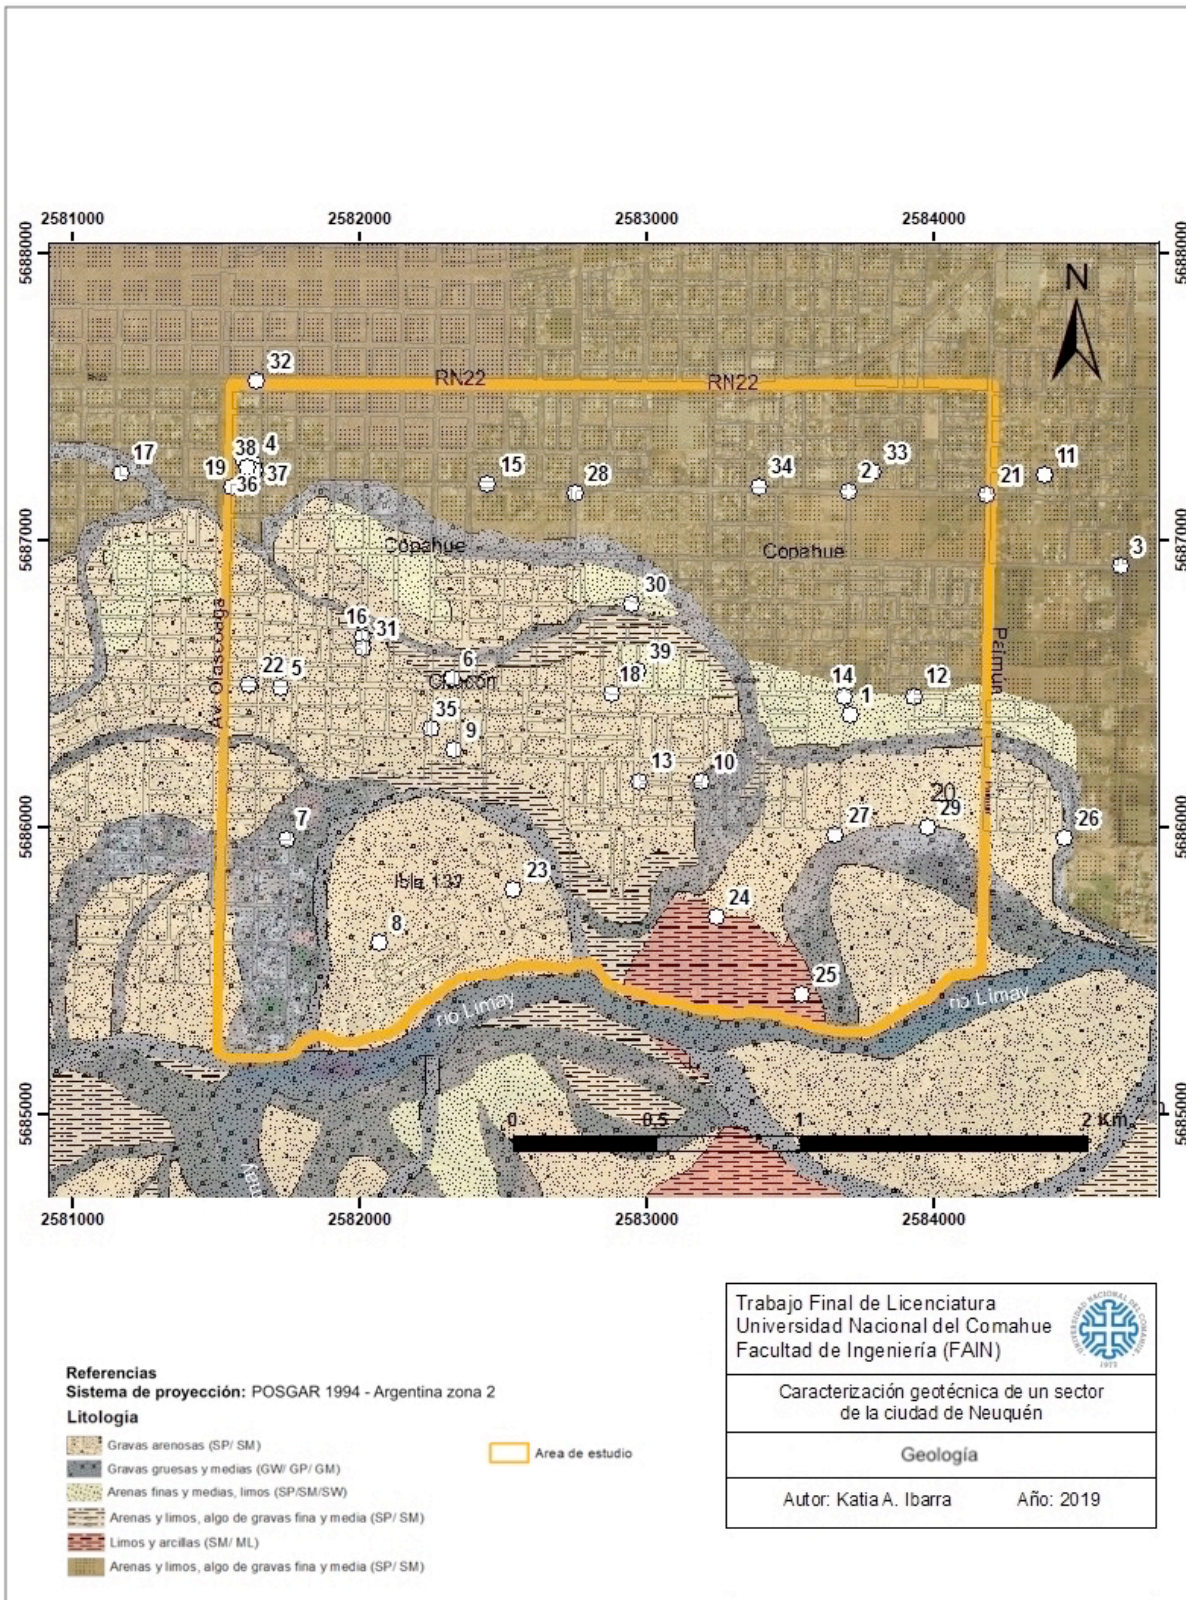 2581000 2582000 2583000 2584000
5688000 5688000
N
32
RN22 RN22
38 4
17 19 37 15 28 34 2 33 21 11
36
5687000 5687000
Copahue Copahue
3
30
16 31
Av Olascoaga
Paimun
22 5 6 18 39 14 1 12
35 9
13 10
20
5686000 5686000
7 27 29 26
Isla 132
23
24
8
25
río Limay río Limay
5685000 5685000
0 0.5 1 2 Km
2581000 2582000 2583000 2584000
Trabajo Final de Licenciatura
Universidad Nacional del Comahue
Facultad de Ingeniería (FAIN)
UNIVERSIDAD NACIONAL DEL COMAHUE
1972
Caracterización geotécnica de un sector
de la ciudad de Neuquén
Geología
Autor: Katia A. Ibarra Año: 2019
Referencias
Sistema de proyección: POSGAR 1994 - Argentina zona 2
Litología
Gravas arenosas (SP/ SM)
Gravas gruesas y medias (GW/ GP/ GM)
Arenas finas y medias, limos (SP/SM/SW)
Arenas y limos, algo de gravas fina y media (SP/ SM)
Limos y arcillas (SM/ ML)
Arenas y limos, algo de gravas fina y media (SP/ SM)
Area de estudio